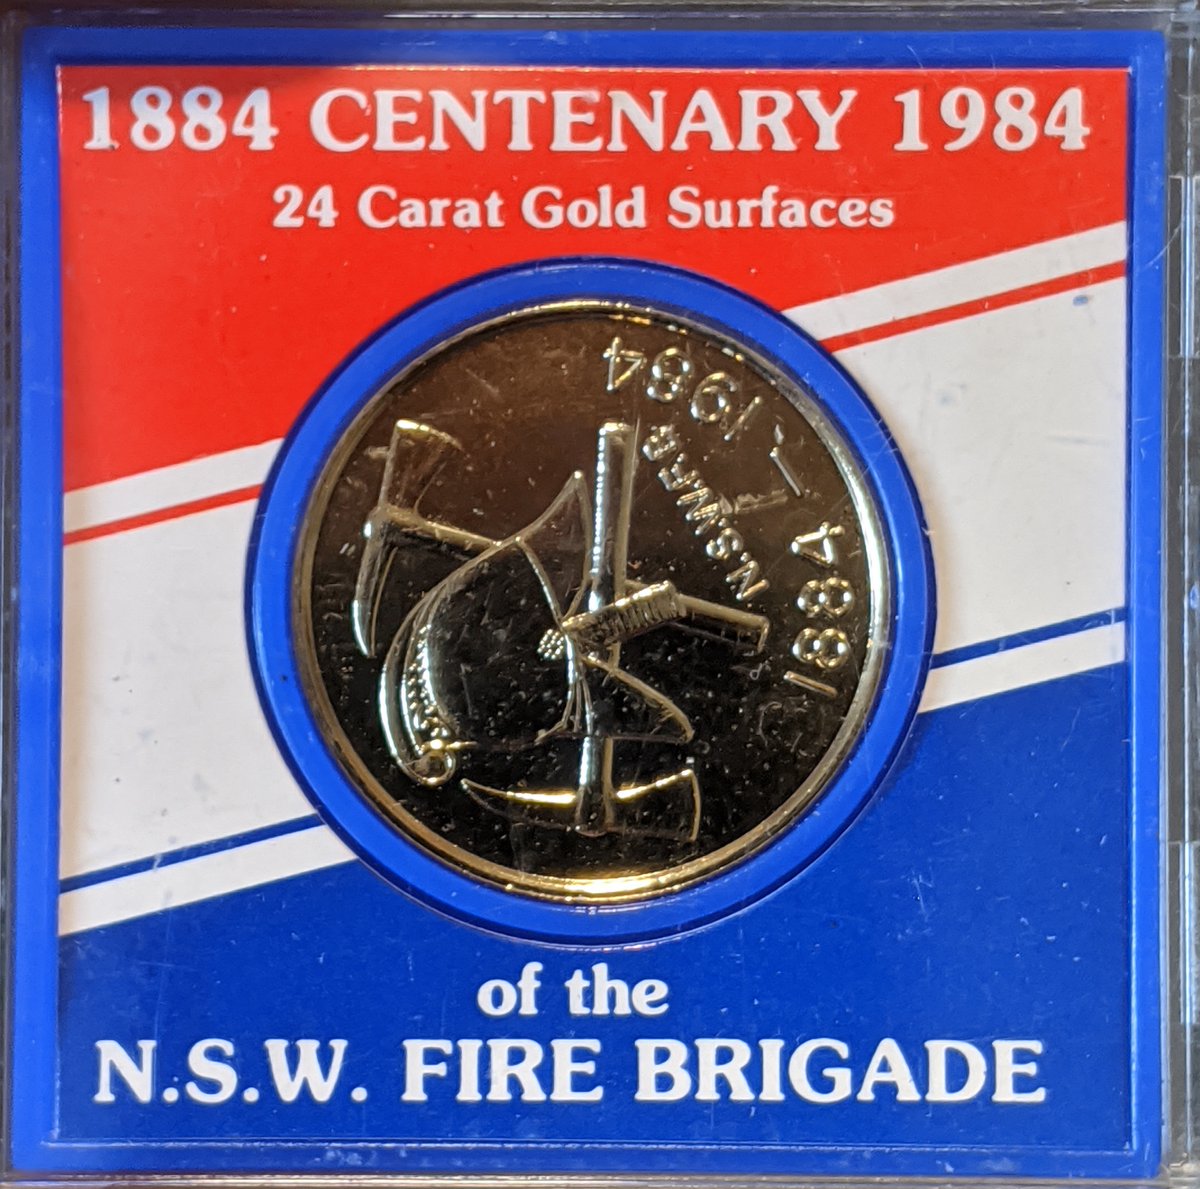 1884 CENTENARY 1984
24 Carat Gold Surfaces
1884 – 1984
N.S.W.F.B
of the
N.S.W. FIRE BRIGADE